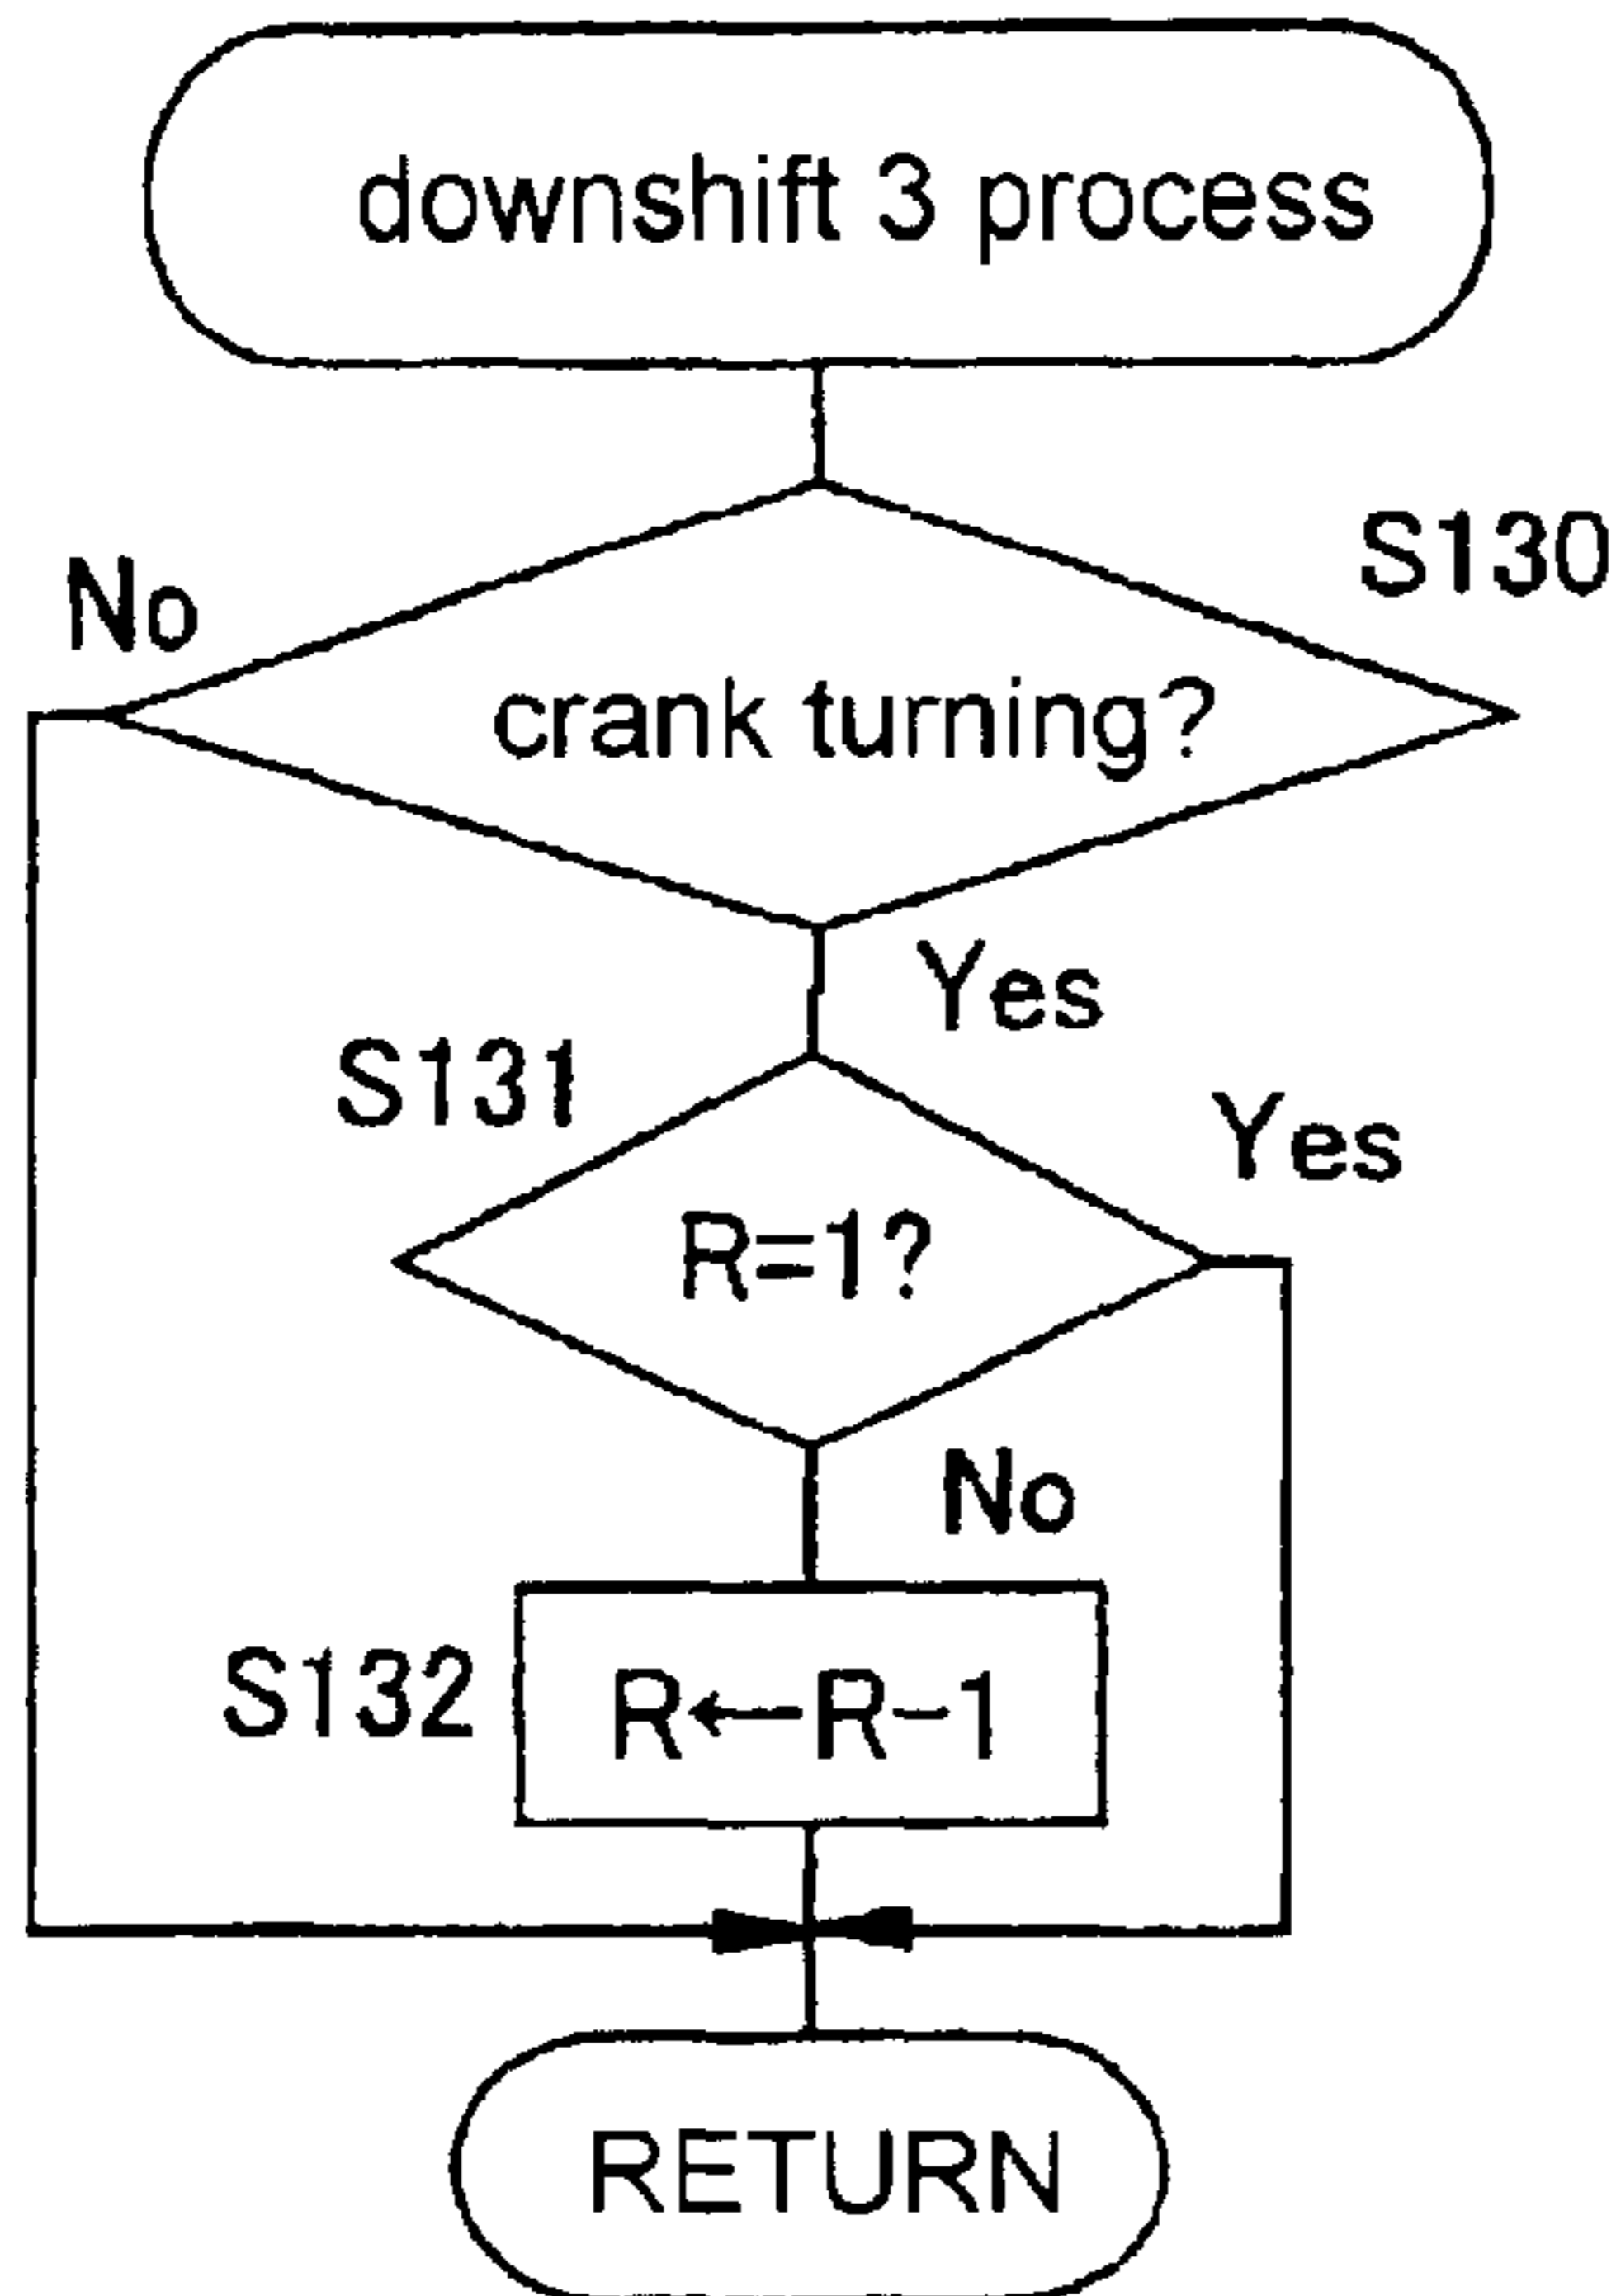 downshift 3 process
S130
No
crank turning?
Yes
S131
Yes
R=1?
No
S132
R←R-1
RETURN